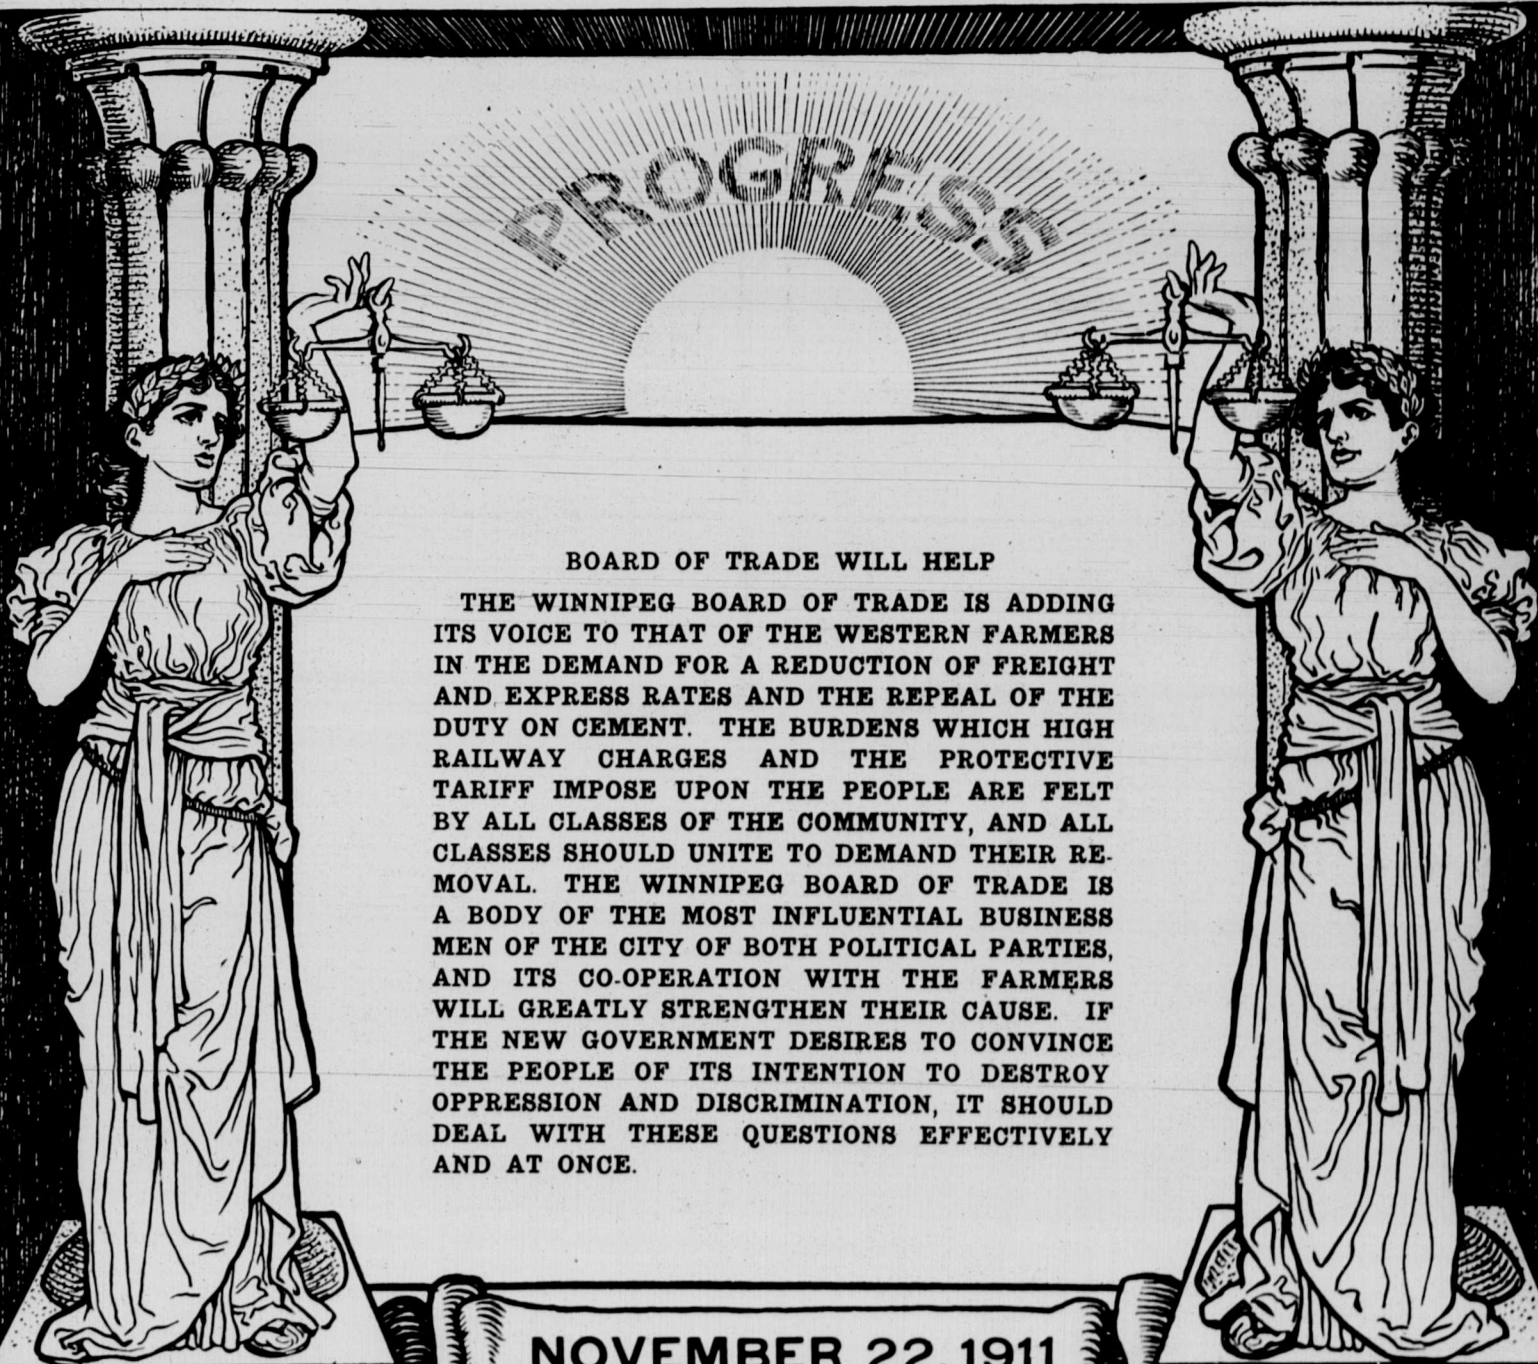 PROGRESS
BOARD OF TRADE WILL HELP
THE WINNIPEG BOARD OF TRADE IS ADDING
ITS VOICE TO THAT OF THE WESTERN FARMERS
IN THE DEMAND FOR A REDUCTION OF FREIGHT
AND EXPRESS RATES AND THE REPEAL OF THE
DUTY ON CEMENT. THE BURDENS WHICH HIGH
RAILWAY CHARGES AND THE PROTECTIVE
TARIFF IMPOSE UPON THE PEOPLE ARE FELT
BY ALL CLASSES OF THE COMMUNITY, AND ALL
CLASSES SHOULD UNITE TO DEMAND THEIR RE-
MOVAL. THE WINNIPEG BOARD OF TRADE IS
A BODY OF THE MOST INFLUENTIAL BUSINESS
MEN OF THE CITY OF BOTH POLITICAL PARTIES,
AND ITS CO-OPERATION WITH THE FARMERS
WILL GREATLY STRENGTHEN THEIR CAUSE. IF
THE NEW GOVERNMENT DESIRES TO CONVINCE
THE PEOPLE OF ITS INTENTION TO DESTROY
OPPRESSION AND DISCRIMINATION, IT SHOULD
DEAL WITH THESE QUESTIONS EFFECTIVELY
AND AT ONCE.
NOVEMBER 22, 1911